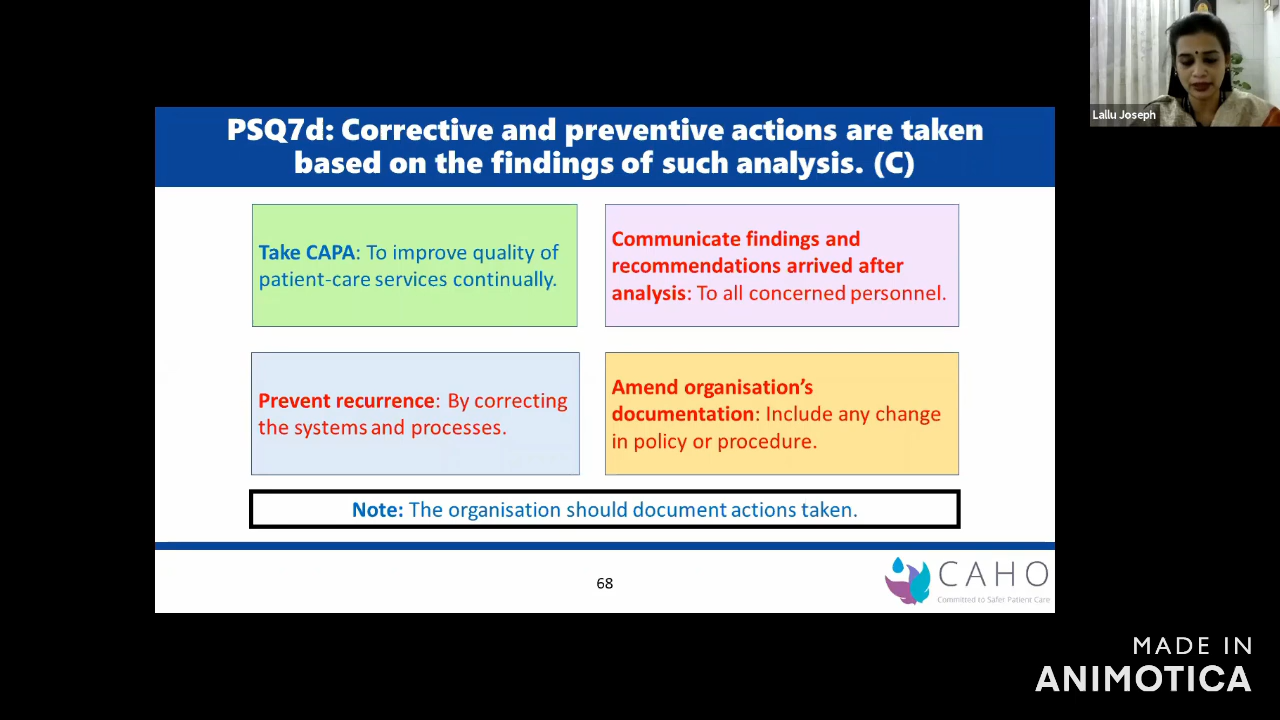 Lallu Joseph
PSQ7d: Corrective and preventive actions are taken
based on the findings of such analysis. (C)
Take CAPA: To improve quality of
patient-care services continually.
Communicate findings and
recommendations arrived after
analysis: To all concerned personnel.
Prevent recurrence: By correcting
the systems and processes.
Amend organisation’s
documentation: Include any change
in policy or procedure.
Note: The organisation should document actions taken.
68
CAHO
Committed to Safer Patient Care
MADE IN
ANIMOTICA